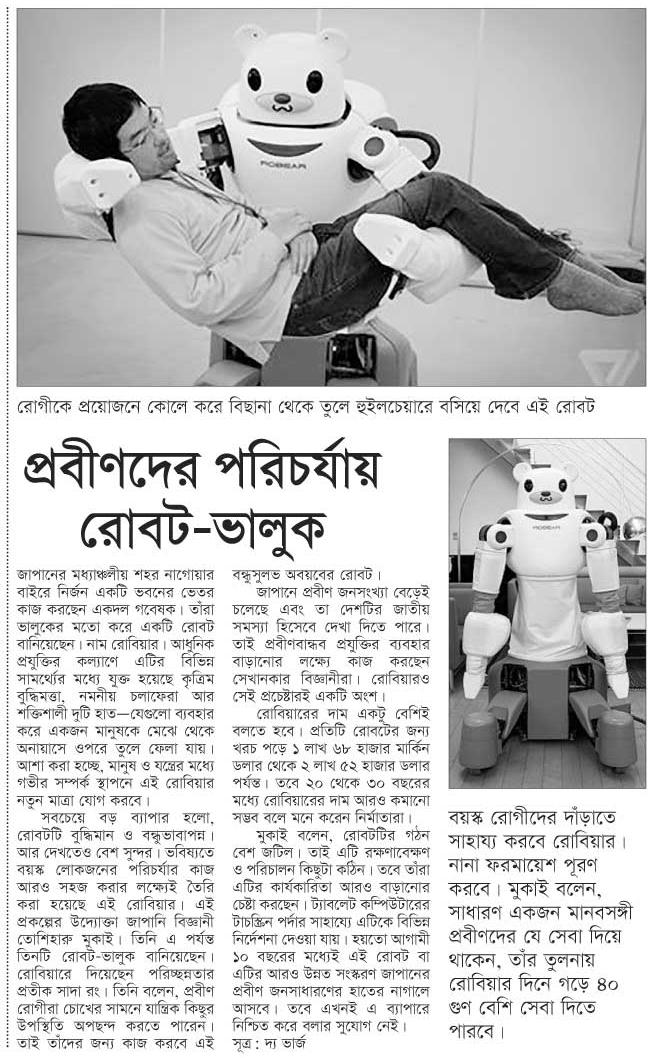 ROBEAR
রোগীকে প্রয়োজনে কোলে করে বিছানা থেকে তুলে হুইলচেয়ারে বসিয়ে দেবে এই রোবট
প্রবীণদের পরিচর্যায়
রোবট-ভালুক
জাপানের মধ্যাঞ্চলীয় শহর নাগোয়ার
বাইরে নির্জন একটি ভবনের ভেতর
কাজ করছেন একদল গবেষক। তাঁরা
ভালুকের মতো করে একটি রোবট
বানিয়েছেন। নাম রোবিয়ার। আধুনিক
প্রযুক্তির কল্যাণে এটির বিভিন্ন
সামর্থ্যের মধ্যে যুক্ত হয়েছে কৃত্রিম
বুদ্ধিমত্তা, নমনীয় চলাফেরা আর
শক্তিশালী দুটি হাত—যেগুলো ব্যবহার
করে একজন মানুষকে মেঝে থেকে
অনায়াসে ওপরে তুলে ফেলা যায়।
আশা করা হচ্ছে, মানুষ ও যন্ত্রের মধ্যে
গভীর সম্পর্ক স্থাপনে এই রোবিয়ার
নতুন মাত্রা যোগ করবে।
সবচেয়ে বড় ব্যাপার হলো,
রোবটটি বুদ্ধিমান ও বন্ধুভাবাপন্ন।
আর দেখতেও বেশ সুন্দর। ভবিষ্যতে
বয়স্ক লোকজনের পরিচর্যার কাজ
আরও সহজ করার লক্ষ্যেই তৈরি
করা হয়েছে এই রোবিয়ার। এই
প্রকল্পের উদ্যোক্তা জাপানি বিজ্ঞানী
তোশিহারু মুকাই। তিনি এ পর্যন্ত
তিনটি রোবট-ভালুক বানিয়েছেন।
রোবিয়ারে দিয়েছেন পরিচ্ছন্নতার
প্রতীক সাদা রং। তিনি বলেন, প্রবীণ
রোগীরা চোখের সামনে যান্ত্রিক কিছুর
উপস্থিতি অপছন্দ করতে পারেন।
তাই তাঁদের জন্য কাজ করবে এই
বন্ধুসুলভ অবয়বের রোবট।
জাপানে প্রবীণ জনসংখ্যা বেড়েই
চলেছে এবং তা দেশটির জাতীয়
সমস্যা হিসেবে দেখা দিতে পারে।
তাই প্রবীণবান্ধব প্রযুক্তির ব্যবহার
বাড়ানোর লক্ষ্যে কাজ করছেন
সেখানকার বিজ্ঞানীরা। রোবিয়ারও
সেই প্রচেষ্টারই একটি অংশ।
রোবিয়ারের দাম একটু বেশিই
বলতে হবে। প্রতিটি রোবটের জন্য
খরচ পড়ে ১ লাখ ৬৮ হাজার মার্কিন
ডলার থেকে ২ লাখ ৫২ হাজার ডলার
পর্যন্ত। তবে ২০ থেকে ৩০ বছরের
মধ্যে রোবিয়ারের দাম আরও কমানো
সম্ভব বলে মনে করেন নির্মাতারা।
মুকাই বলেন, রোবটটির গঠন
বেশ জটিল। তাই এটি রক্ষণাবেক্ষণ
ও পরিচালন কিছুটা কঠিন। তবে তাঁরা
এটির কার্যকারিতা আরও বাড়ানোর
চেষ্টা করছেন। ট্যাবলেট কম্পিউটারের
টাচস্ক্রিন পর্দার সাহায্যে এটিকে বিভিন্ন
নির্দেশনা দেওয়া যায়। হয়তো আগামী
১০ বছরের মধ্যেই এই রোবট বা
এটির আরও উন্নত সংস্করণ জাপানের
প্রবীণ জনসাধারণের হাতের নাগালে
আসবে। তবে এখনই এ ব্যাপারে
নিশ্চিত করে বলার সুযোগ নেই।
সূত্র : দ্য ভার্জ
ROBEAR
বয়স্ক রোগীদের দাঁড়াতে
সাহায্য করবে রোবিয়ার।
নানা ফরমায়েশ পূরণ
করবে। মুকাই বলেন,
সাধারণ একজন মানবসঙ্গী
প্রবীণদের যে সেবা দিয়ে
থাকেন, তাঁর তুলনায়
রোবিয়ার দিনে গড়ে ৪০
গুণ বেশি সেবা দিতে
পারবে।